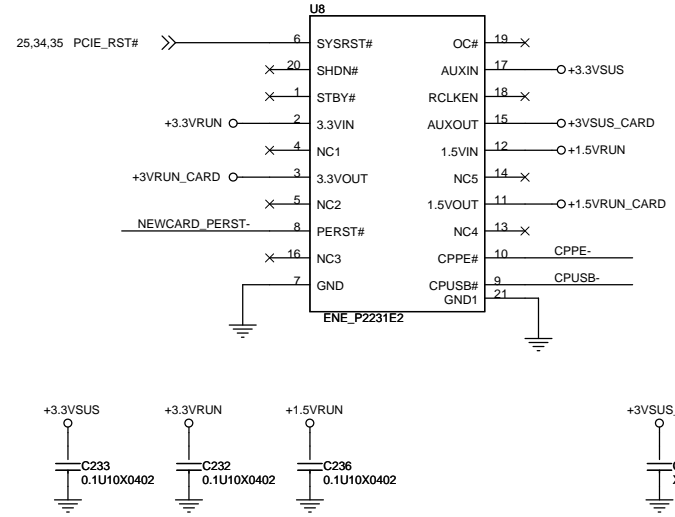 U8
25,34,35 PCIE_RST# 6 SYSRST# OC# 19
20 SHDN# AUXIN 17 +3.3VSUS
1 STBY# RCLKEN 18
+3.3VRUN 2 3.3VIN AUXOUT 15 +3VSUS_CARD
4 NC1 1.5VIN 12 +1.5VRUN
+3VRUN_CARD 3 3.3VOUT NC5 14
5 NC2 1.5VOUT 11 +1.5VRUN_CARD
NEWCARD_PERST- 8 PERST# NC4 13
16 NC3 CPPE# 10 CPPE-
7 GND CPUSB# 9 CPUSB-
GND1 21
ENE_P2231E2
+3.3VSUS +3.3VRUN +1.5VRUN +3VSUS_
C233 C232 C236 C
0.1U10X0402 0.1U10X0402 0.1U10X0402 X